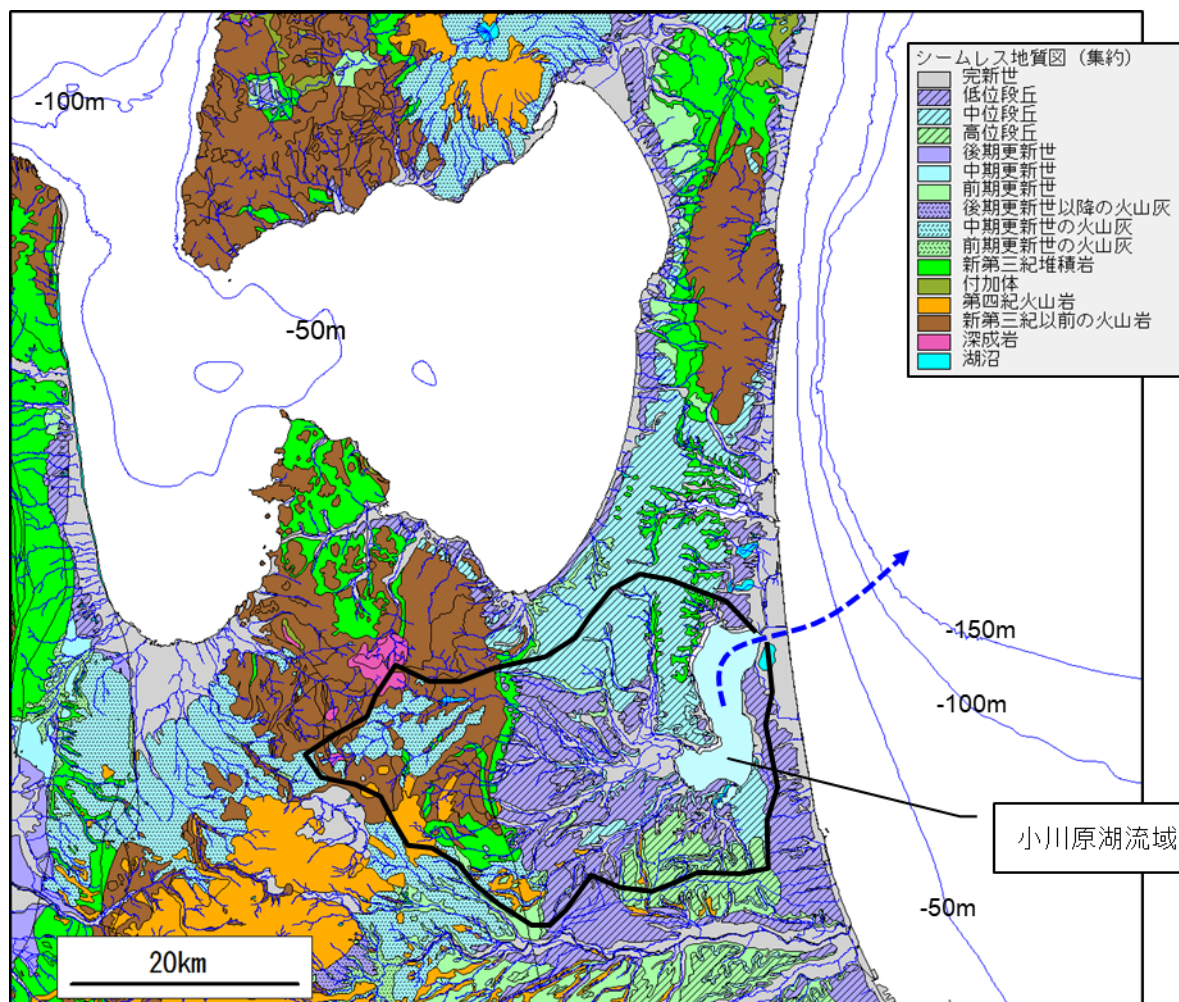 シームレス地質図（集約）
完新世
低位段丘
中位段丘
高位段丘
後期更新世
中期更新世
前期更新世
後期更新世以降の火山灰
中期更新世の火山灰
前期更新世の火山灰
新第三紀堆積岩
付加体
第四紀火山岩
新第三紀以前の火山岩
深成岩
湖沼
-100m
-50m
-150m
-100m
小川原湖流域
-50m
20km